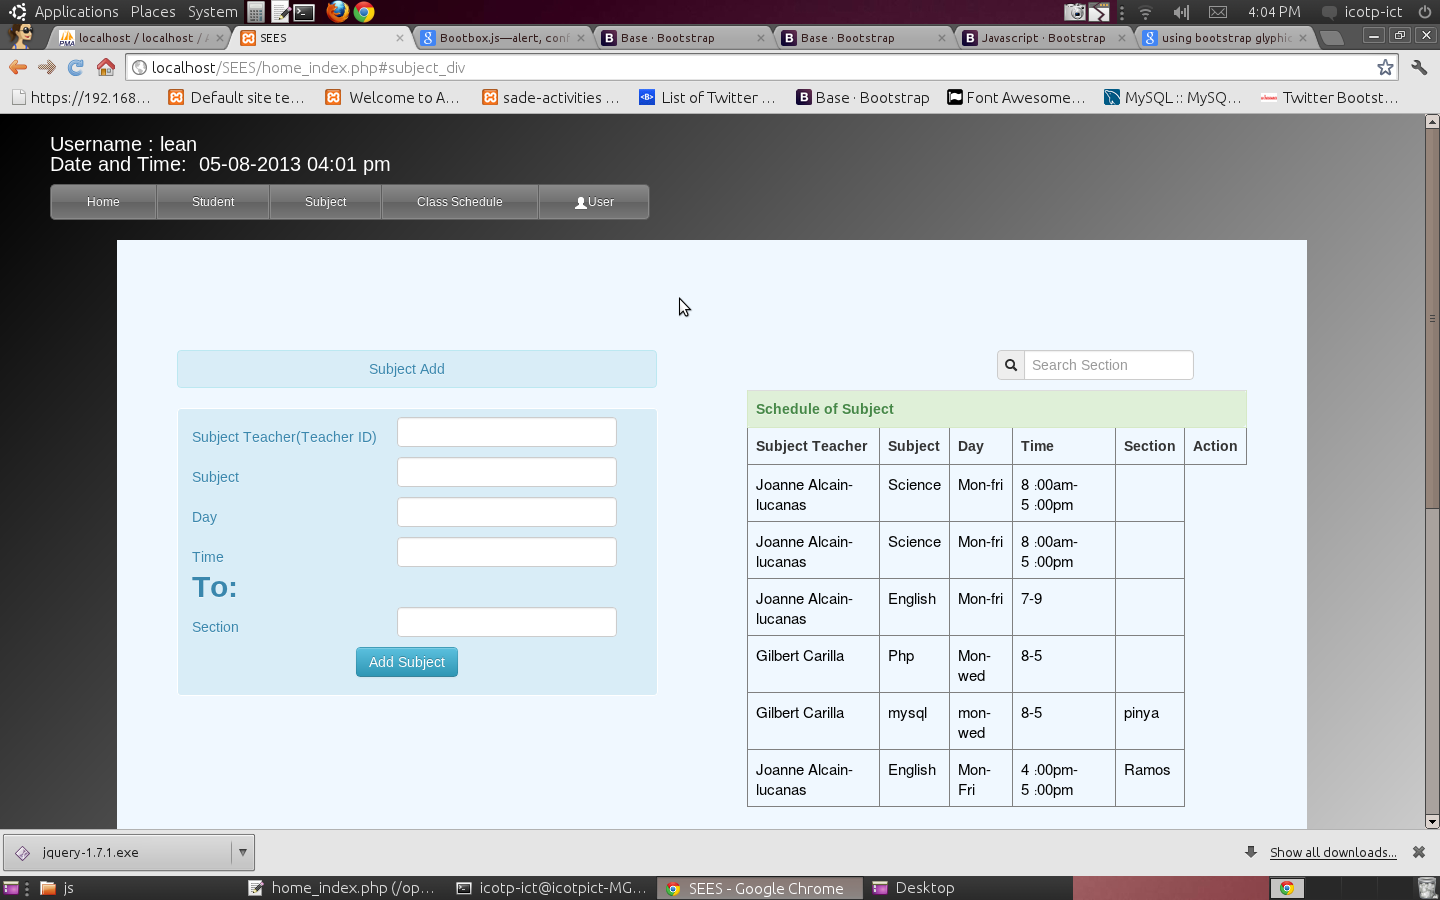 Applications Places System
4:04 PM icotp-ict
localhost / localhost / SEES Bootbox.js—alert, conf Base · Bootstrap Base · Bootstrap Javascript · Bootstrap using bootstrap glyphic
localhost/SEES/home_index.php#subject_div
https://192.168... Default site te... Welcome to A... sade-activities ... List of Twitter ... Base · Bootstrap Font Awesome... MySQL :: MySQ... Twitter Bootst...
Username : lean
Date and Time: 05-08-2013 04:01 pm
Home Student Subject Class Schedule User
Subject Add
Subject Teacher(Teacher ID)
Subject
Day
Time
To:
Section
Add Subject
Search Section
Schedule of Subject
Subject Teacher Subject Day Time Section Action
Joanne Alcain- Science Mon-fri 8 :00am-
lucanas 5 :00pm
Joanne Alcain- Science Mon-fri 8 :00am-
lucanas 5 :00pm
Joanne Alcain- English Mon-fri 7-9
lucanas
Gilbert Carilla Php Mon- 8-5
wed
Gilbert Carilla mysql mon- 8-5 pinya
wed
Joanne Alcain- English Mon- 4 :00pm- Ramos
lucanas Fri 5 :00pm
jquery-1.7.1.exe
Show all downloads...
js home_index.php (/op... icotp-ict@icotpict-MG... SEES - Google Chrome Desktop